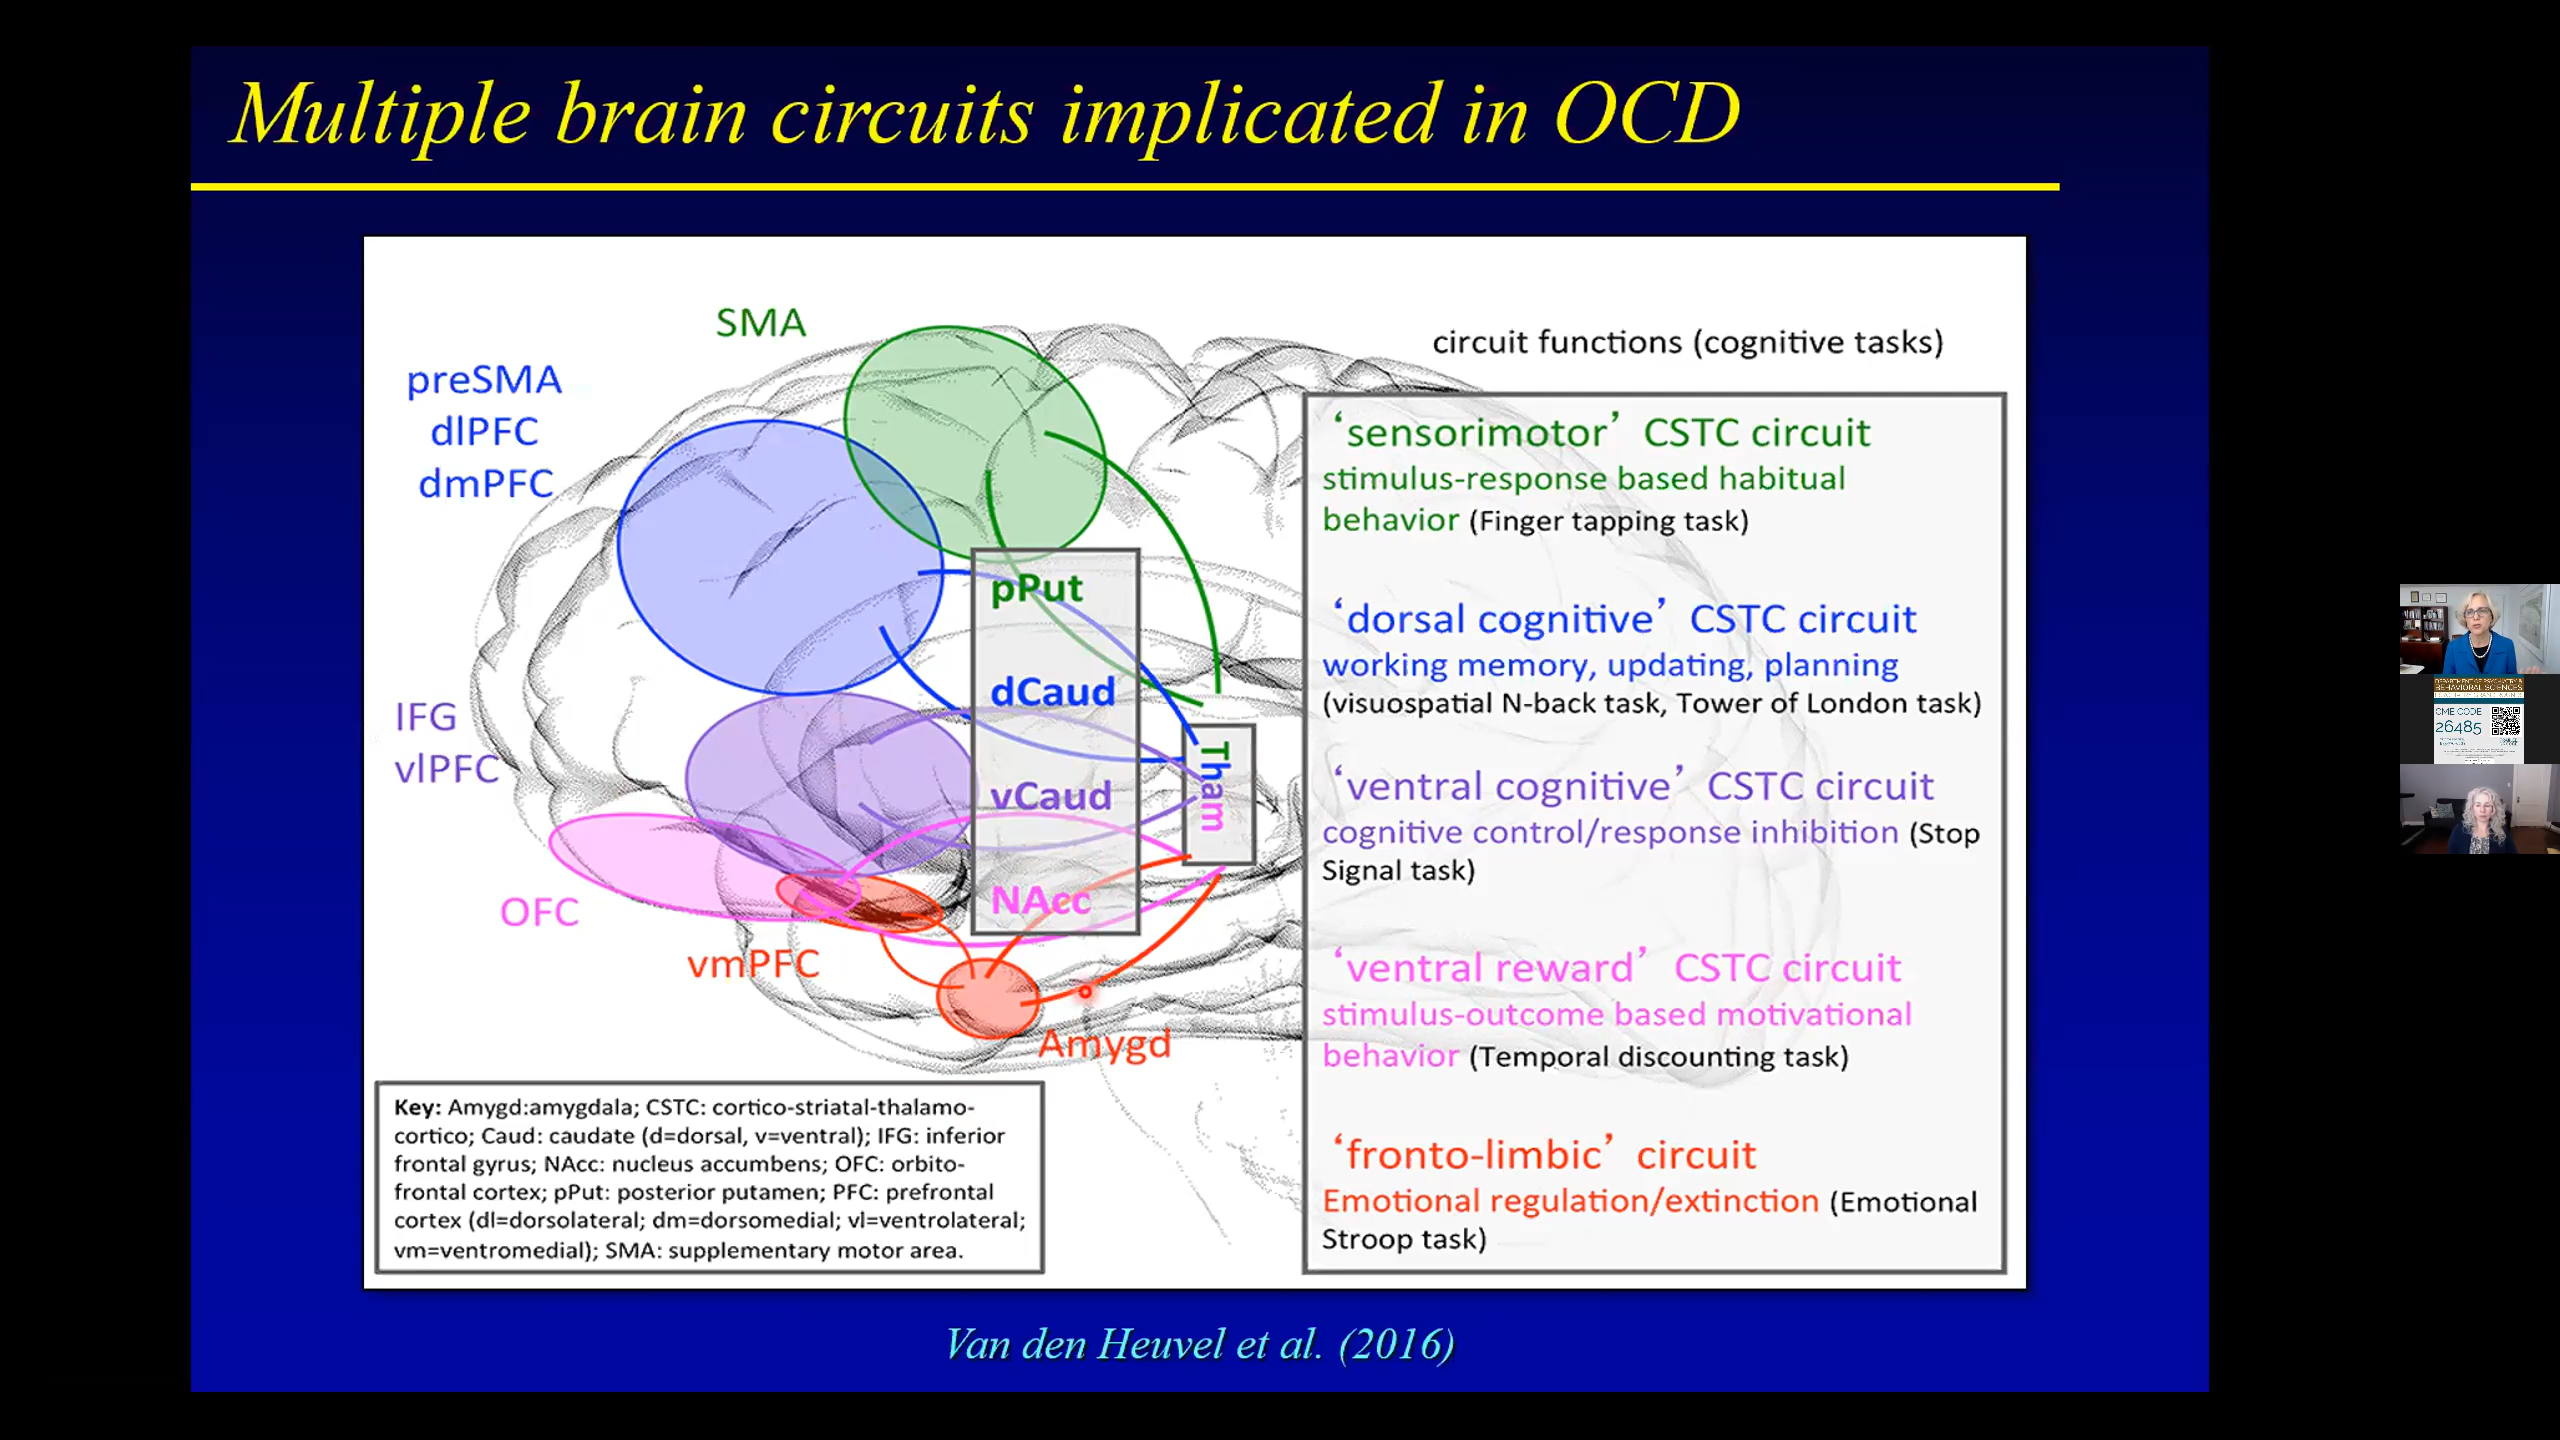 Multiple brain circuits implicated in OCD
SMA
preSMA
dlPFC
dmPFC
IFG
vlPFC
OFC
vmPFC
Amygd
pPut
dCaud
vCaud
NAcc
Tham
circuit functions (cognitive tasks)
‘sensorimotor’ CSTC circuit
stimulus-response based habitual
behavior (Finger tapping task)
‘dorsal cognitive’ CSTC circuit
working memory, updating, planning
(visuospatial N-back task, Tower of London task)
‘ventral cognitive’ CSTC circuit
cognitive control/response inhibition (Stop
Signal task)
‘ventral reward’ CSTC circuit
stimulus-outcome based motivational
behavior (Temporal discounting task)
‘fronto-limbic’ circuit
Emotional regulation/extinction (Emotional
Stroop task)
Key: Amygd:amygdala; CSTC: cortico-striatal-thalamo-
cortico; Caud: caudate (d=dorsal, v=ventral); IFG: inferior
frontal gyrus; NAcc: nucleus accumbens; OFC: orbito-
frontal cortex; pPut: posterior putamen; PFC: prefrontal
cortex (dl=dorsolateral; dm=dorsomedial; vl=ventrolateral;
vm=ventromedial); SMA: supplementary motor area.
Van den Heuvel et al. (2016)
DEPARTMENT OF PSYCHIATRY &
BEHAVIORAL SCIENCES
CME CODE
26485